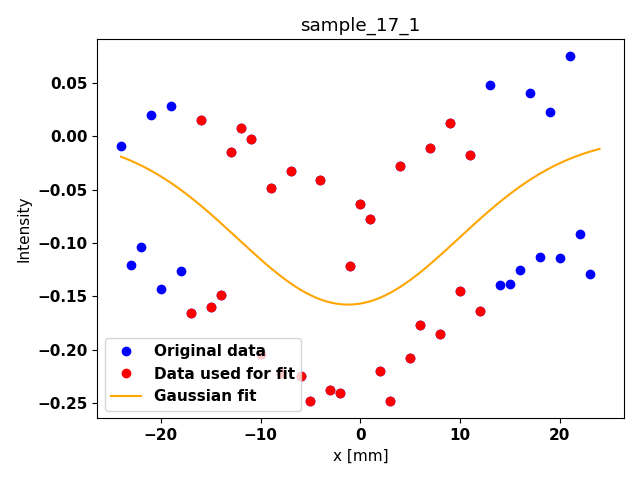 sample_17_1
Intensity
0.05
0.00
−0.05
−0.10
−0.15
−0.20
−0.25
Original data
Data used for fit
Gaussian fit
−20
−10
0
10
20
x [mm]